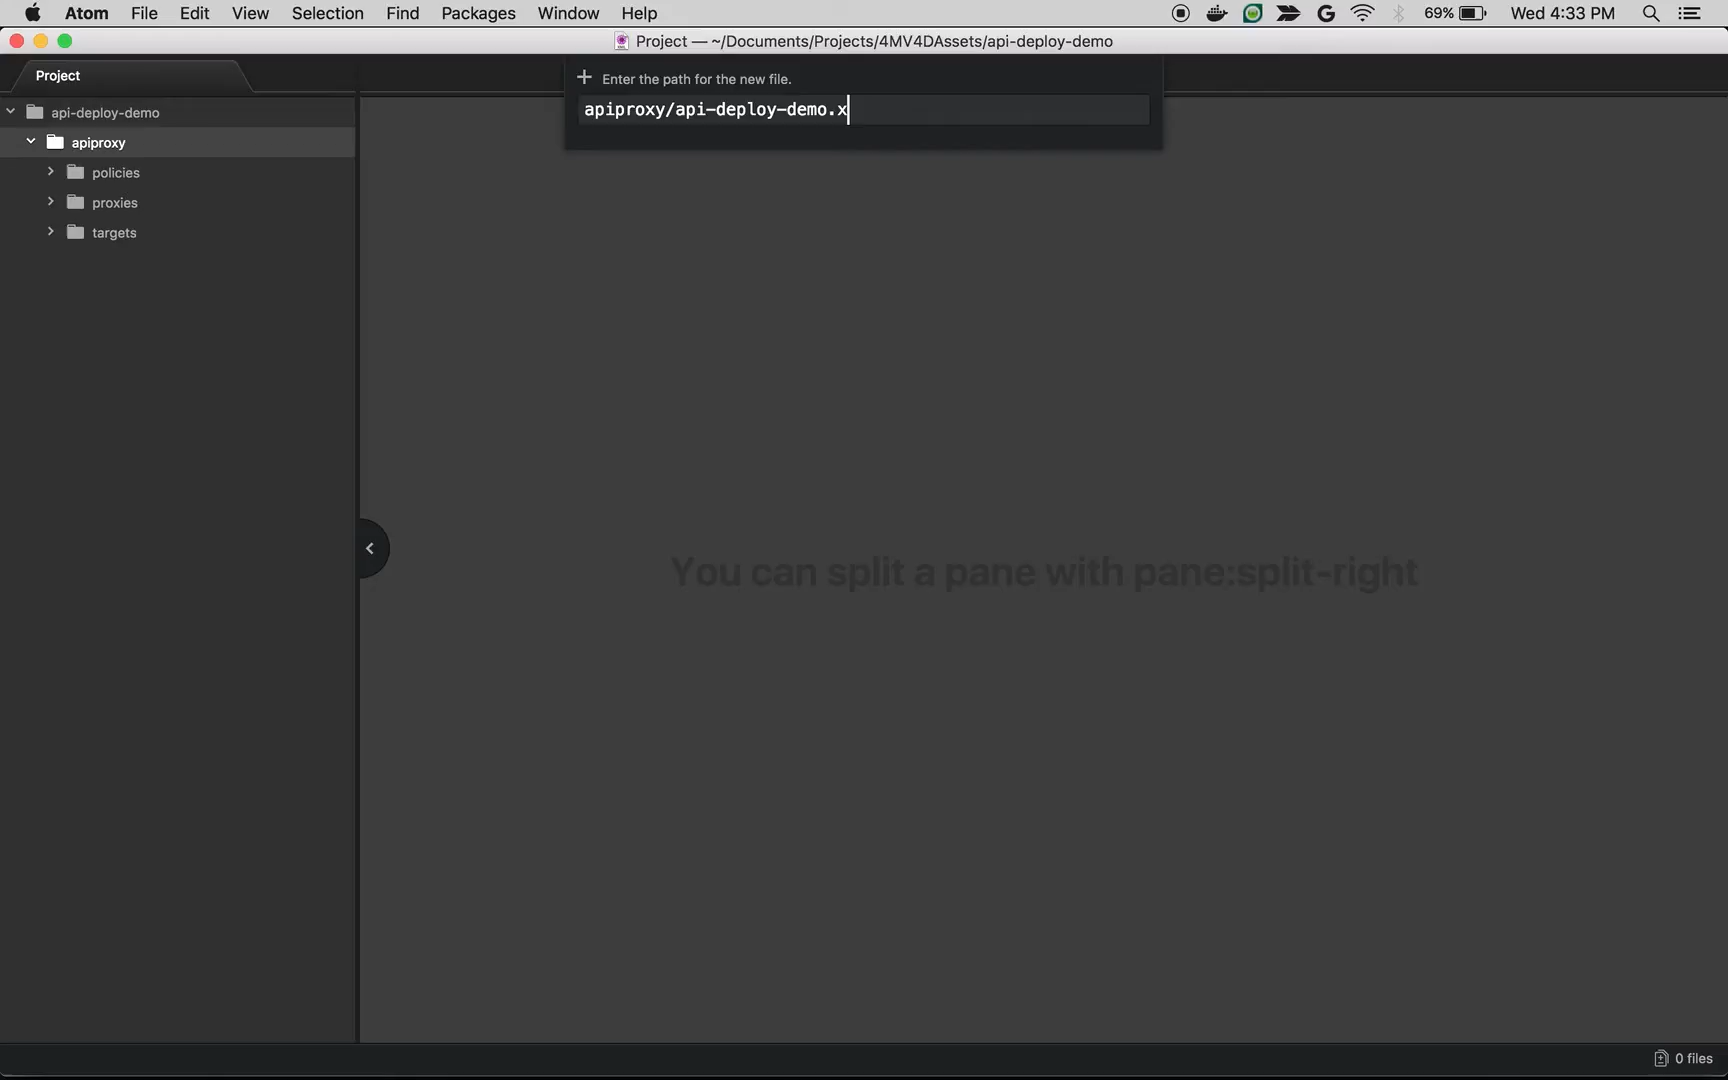 Atom File Edit View Selection Find Packages Window Help 69% Wed 4:33 PM
Project — ~/Documents/Projects/4MV4DAssets/api-deploy-demo
Project
Enter the path for the new file.
apiproxy/api-deploy-demo.x
api-deploy-demo
apiproxy
policies
proxies
targets
You can split a pane with pane:split-right
0 files